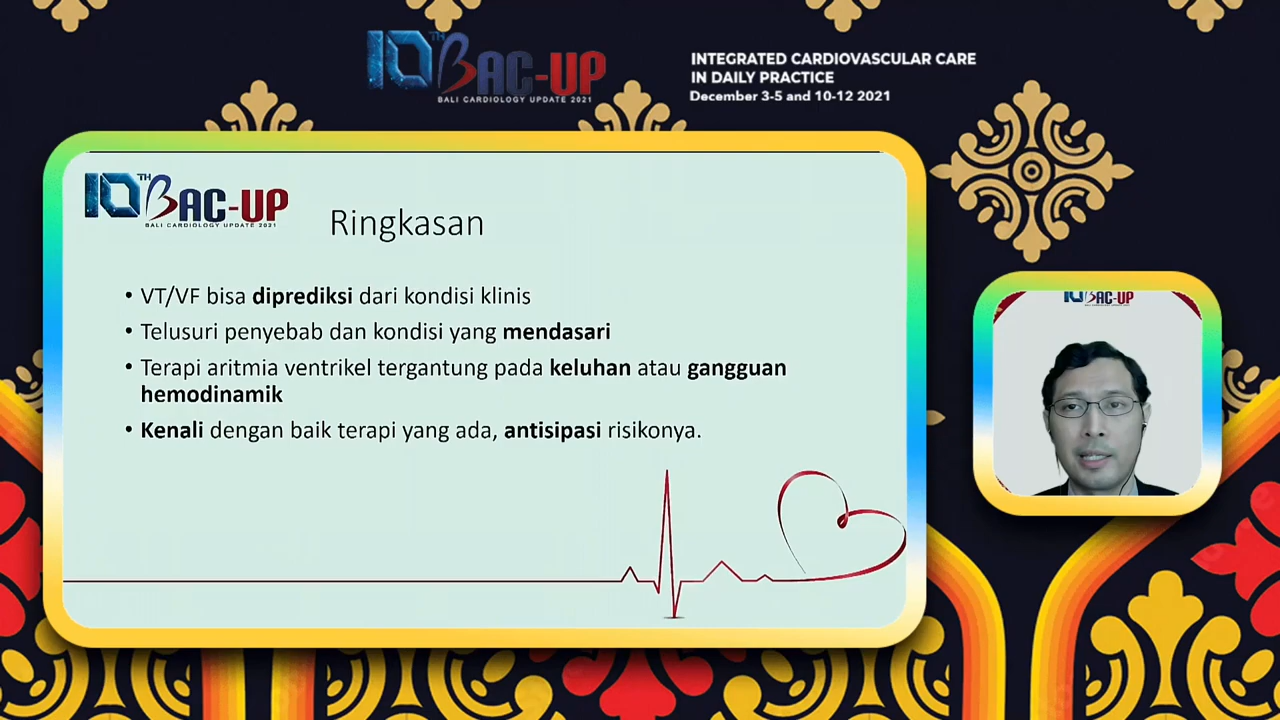 10TH BAC-UP
BALI CARDIOLOGY UPDATE 2021
INTEGRATED CARDIOVASCULAR CARE
IN DAILY PRACTICE
December 3-5 and 10-12 2021
10TH BAC-UP
BALI CARDIOLOGY UPDATE 2021
Ringkasan
• VT/VF bisa diprediksi dari kondisi klinis
• Telusuri penyebab dan kondisi yang mendasari
• Terapi aritmia ventrikel tergantung pada keluhan atau gangguan
hemodinamik
• Kenali dengan baik terapi yang ada, antisipasi risikonya.
10 BAC-UP